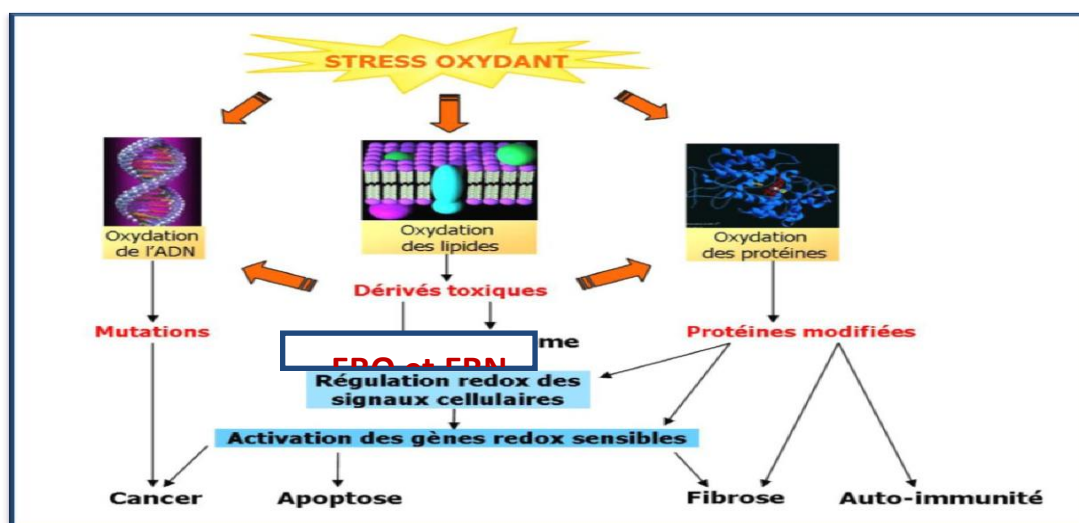 STRESS OXYDANT
Oxydation
de l'ADN
Oxydation
des lipides
Oxydation
des protéines
Dérivés toxiques
Mutations
Protéines modifiées
Régulation redox des
signaux cellulaires
Activation des gènes redox sensibles
Cancer
Apoptose
Fibrose
Auto-immunité